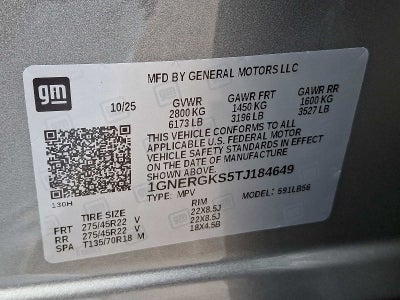 gm
MFD BY GENERAL MOTORS LLC
10/25 GVWR GAWR FRT GAWR RR
2800 KG 1450 KG 1600 KG
6173 LB 3196 LB 3527 LB
THIS VEHICLE CONFORMS TO ALL
APPLICABLE U.S. FEDERAL MOTOR
VEHICLE SAFETY STANDARDS IN EFFECT
ON THE DATE OF MANUFACTURE
SHOWN ABOVE.
1GNERGKS5TJ184649
130H TYPE: MPV MODEL: 591LB56
TIRE SIZE RIM
FRT 275/45R22 V 22X8.5J
RR 275/45R22 V 22X8.5J
SPA T135/70R18 M 18X4.5B